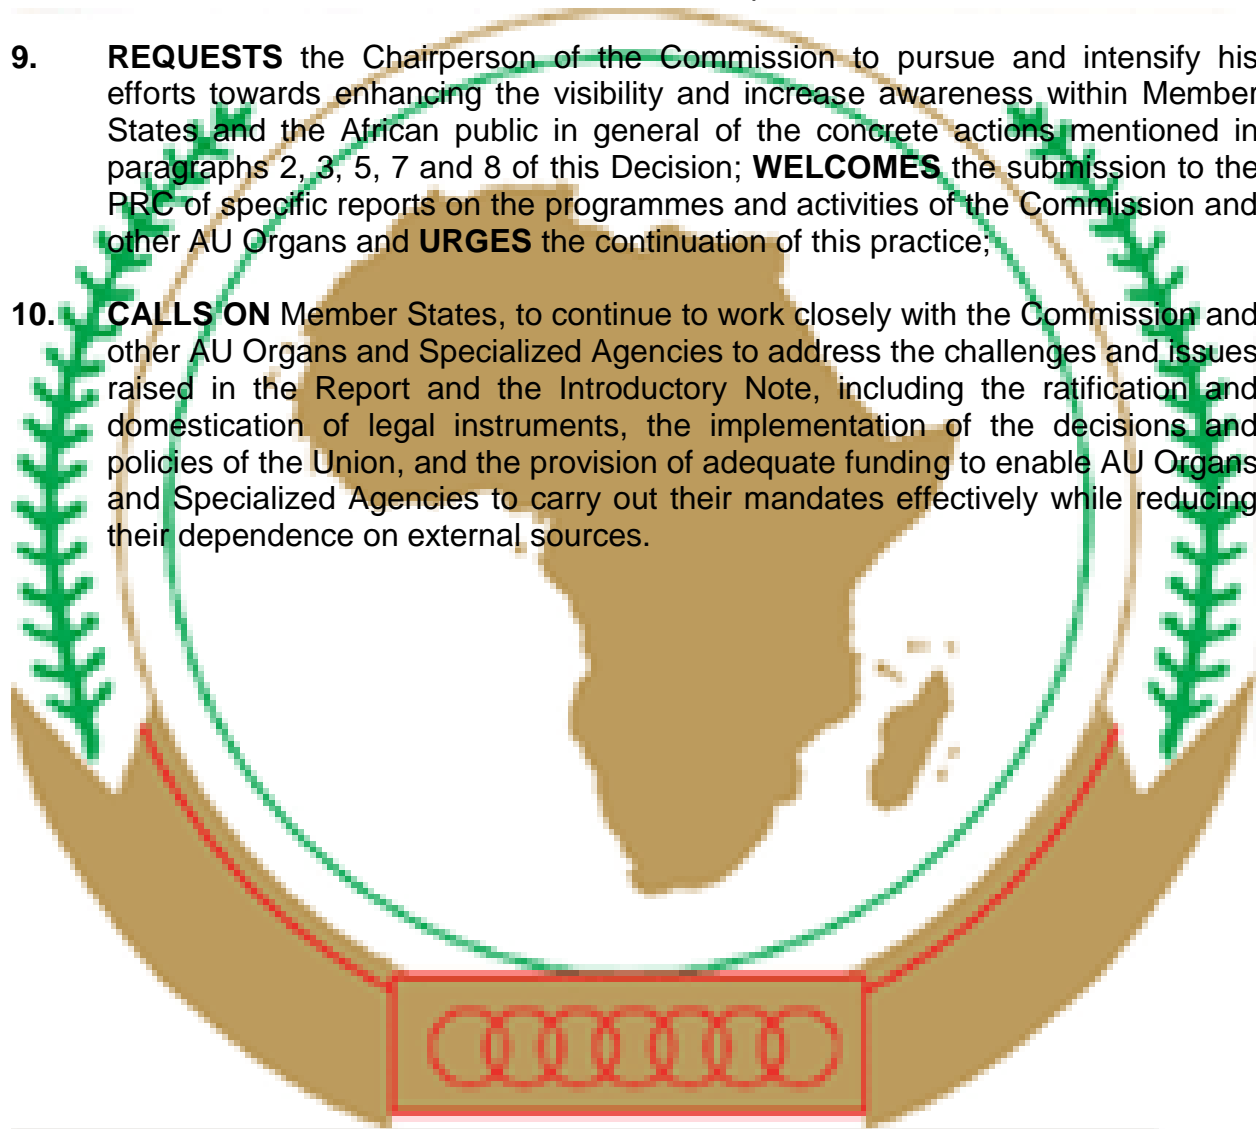 9. REQUESTS the Chairperson of the Commission to pursue and intensify his
efforts towards enhancing the visibility and increase awareness within Member
States and the African public in general of the concrete actions mentioned in
paragraphs 2, 3, 5, 7 and 8 of this Decision; WELCOMES the submission to the
PRC of specific reports on the programmes and activities of the Commission and
other AU Organs and URGES the continuation of this practice;
10. CALLS ON Member States, to continue to work closely with the Commission and
other AU Organs and Specialized Agencies to address the challenges and issues
raised in the Report and the Introductory Note, including the ratification and
domestication of legal instruments, the implementation of the decisions and
policies of the Union, and the provision of adequate funding to enable AU Organs
and Specialized Agencies to carry out their mandates effectively while reducing
their dependence on external sources.